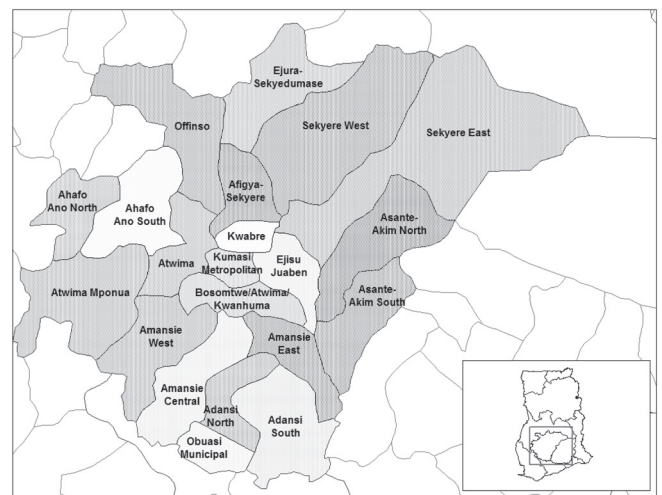 Ejura-
Sekyedumase
Offinso
Sekyere West
Sekyere East
Ahafo
Ano North
Ahafo
Ano South
Afigya-
Sekyere
Asante-
Akim North
Kwabre
Atwima
Kumasi
Metropolitan
Ejisu
Juaben
Atwima Mponua
Bosomtwe/Atwima/
Kwanhuma
Asante-
Akim South
Amansie
West
Amansie
East
Amansie
Central
Adansi
North
Adansi
South
Obuasi
Municipal